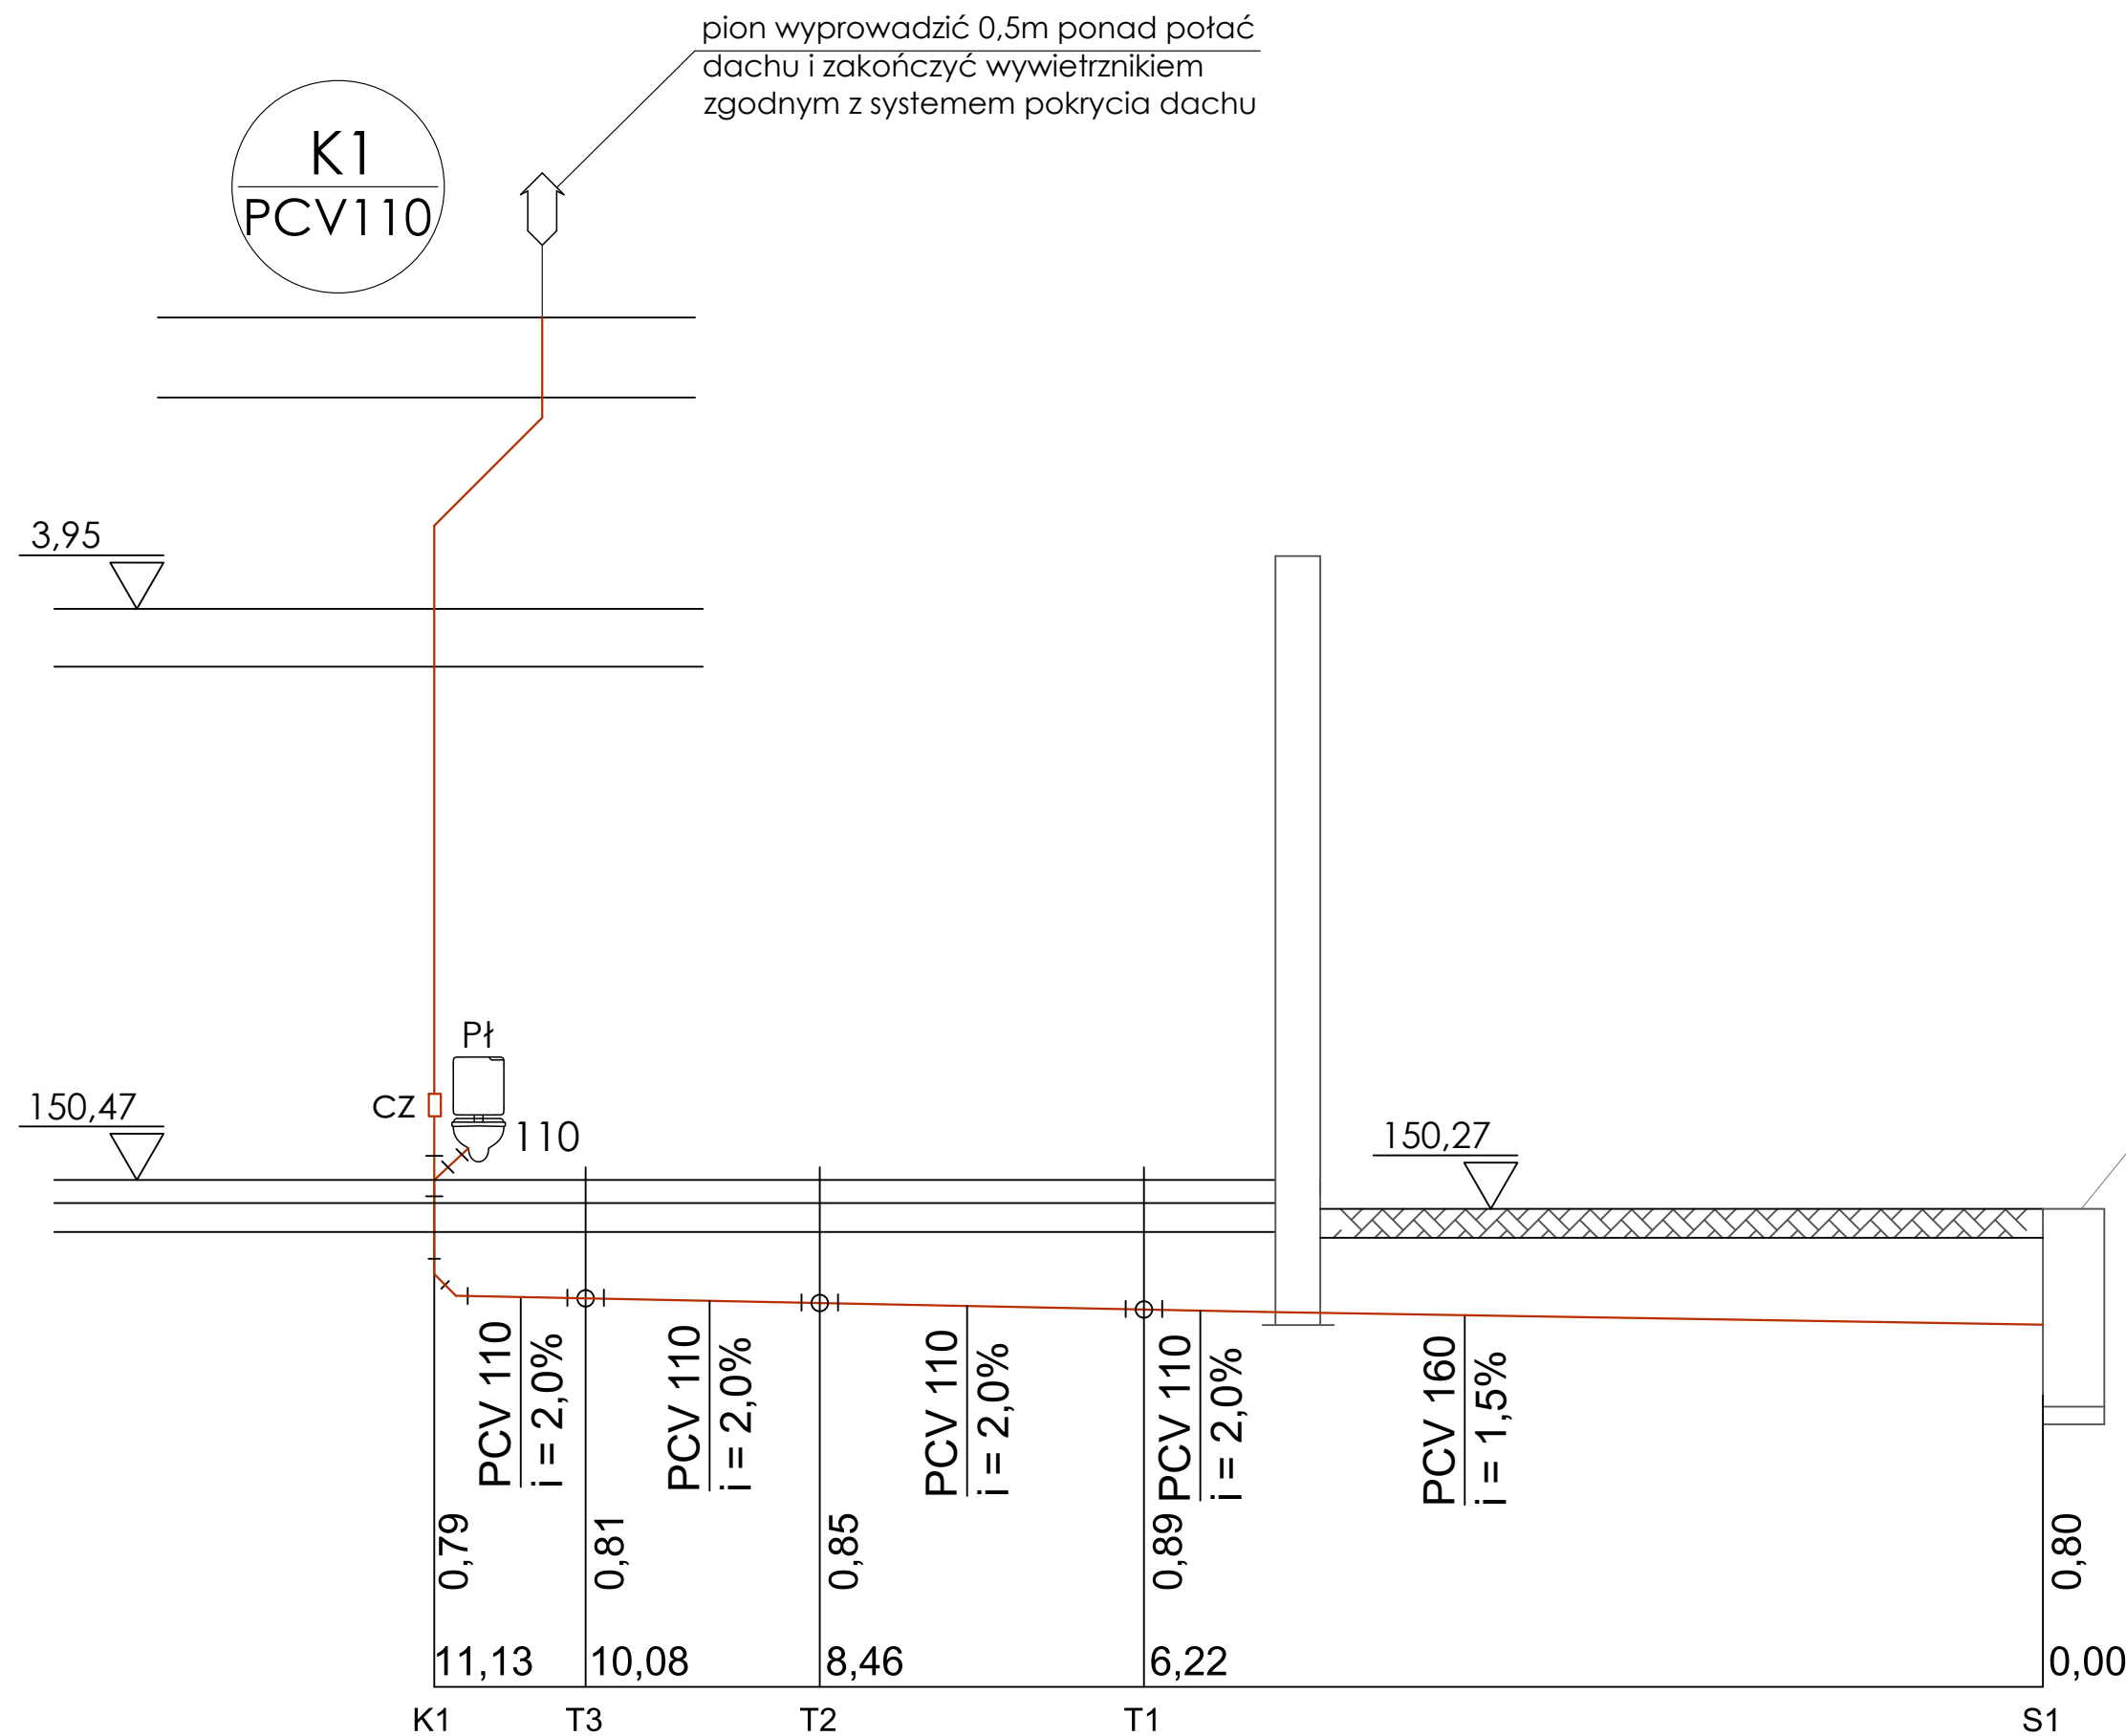 pion wyprowadzić 0,5m ponad połać
dachu i zakończyć wywietrznikiem
zgodnym z systemem pokrycia dachu
K1
PCV110
3,95
Pł
cz
110
150,47
150,27
PCV 110
i = 2,0%
PCV 110
i = 2,0%
PCV 110
i = 2,0%
PCV 110
i = 2,0%
PCV 160
i = 1,5%
0,79
0,81
0,85
0,89
0,80
11,13
10,08
8,46
6,22
0,00
K1
T3
T2
T1
S1